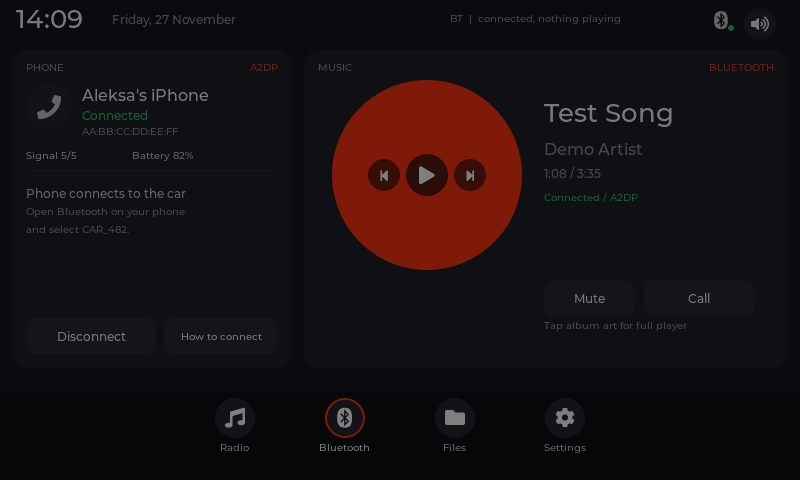 14:09
Friday, 27 November
BT | connected, nothing playing
PHONE
A2DP
Aleksa's iPhone
Connected
AA:BB:CC:DD:EE:FF
Signal 5/5
Battery 82%
Phone connects to the car
Open Bluetooth on your phone
and select CAR_482.
Disconnect
How to connect
MUSIC
BLUETOOTH
Test Song
Demo Artist
1:08 / 3:35
Connected / A2DP
Mute
Call
Tap album art for full player
Radio
Bluetooth
Files
Settings